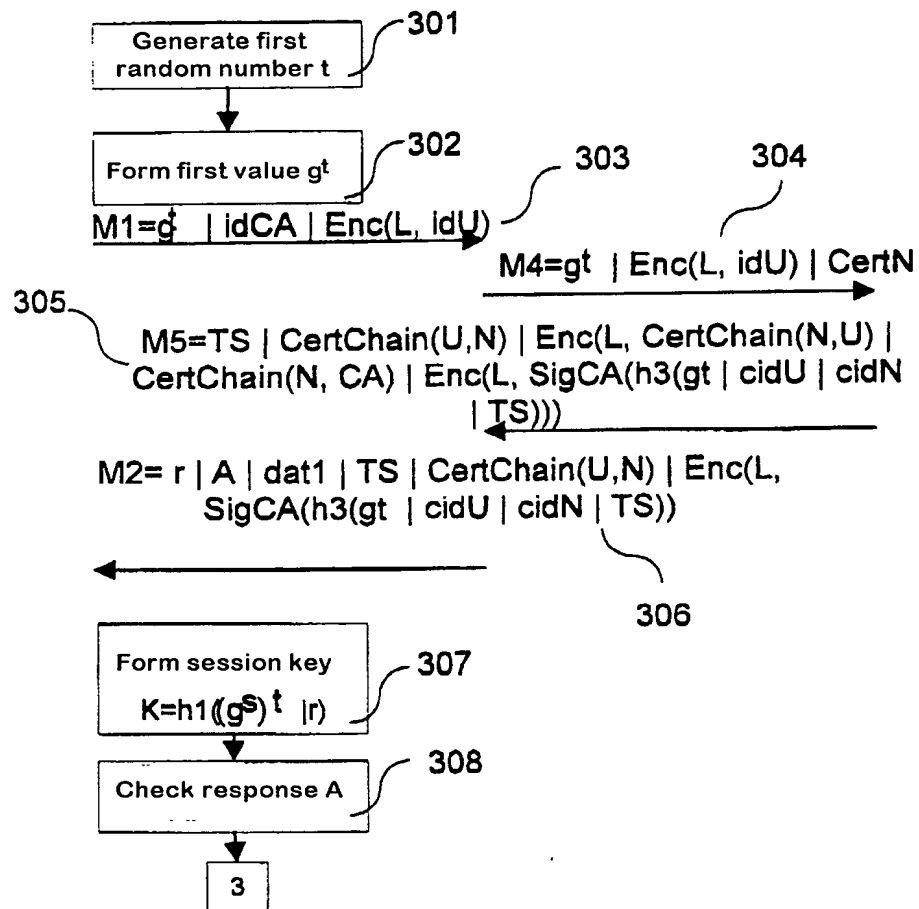 Generate first
random number t
301
Form first value gᵗ
302
M1=gᵗ | idCA | Enc(L, idU)
303
304
M4=gᵗ | Enc(L, idU) | CertN
305
M5=TS | CertChain(U,N) | Enc(L, CertChain(N,U) |
CertChain(N, CA) | Enc(L, SigCA(h3(gt | cidU | cidN
| TS)))
M2= r | A | dat1 | TS | CertChain(U,N) | Enc(L,
SigCA(h3(gt | cidU | cidN | TS))
306
Form session key
K=h1((gˢ)ᵗ |r)
307
Check response A
308
3